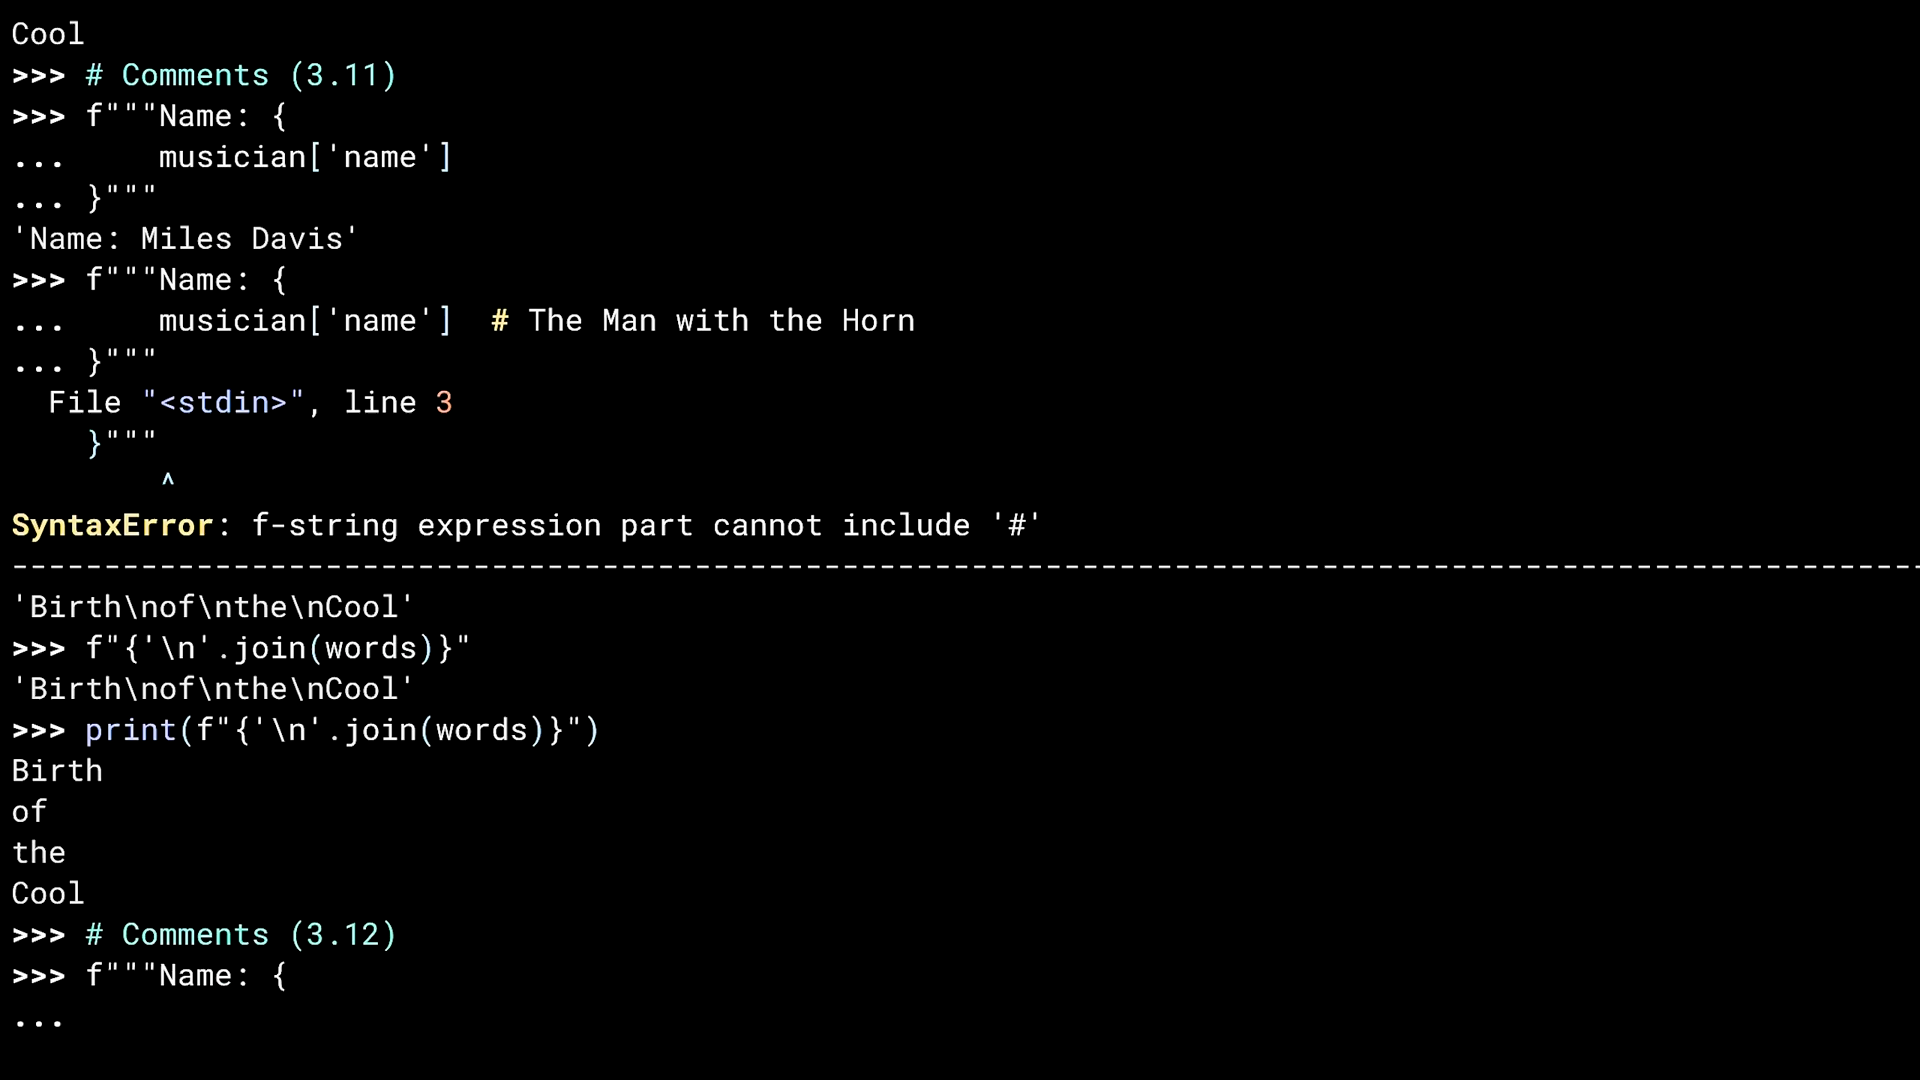 Cool
>>> # Comments (3.11)
>>> f"""Name: {
...     musician['name']
... }"""
'Name: Miles Davis'
>>> f"""Name: {
...     musician['name']  # The Man with the Horn
... }"""
  File "<stdin>", line 3
    }"""
        ^
SyntaxError: f-string expression part cannot include '#'
--------------------------------------------------------------------------------------------------------
'Birth\nof\nthe\nCool'
>>> f"{'\n'.join(words)}"
'Birth\nof\nthe\nCool'
>>> print(f"{'\n'.join(words)}")
Birth
of
the
Cool
>>> # Comments (3.12)
>>> f"""Name: {
...